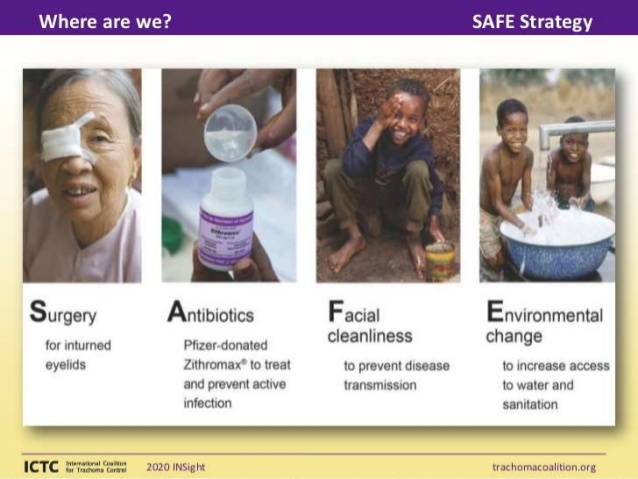 Where are we?
SAFE Strategy
Zithromax
Surgery
for inturned
eyelids
Antibiotics
Pfizer-donated
Zithromax® to treat
and prevent active
infection
Facial
cleanliness
to prevent disease
transmission
Environmental
change
to increase access
to water and
sanitation
ICTC
International Coalition
for Trachoma Control
2020 INSight
trachomacoalition.org